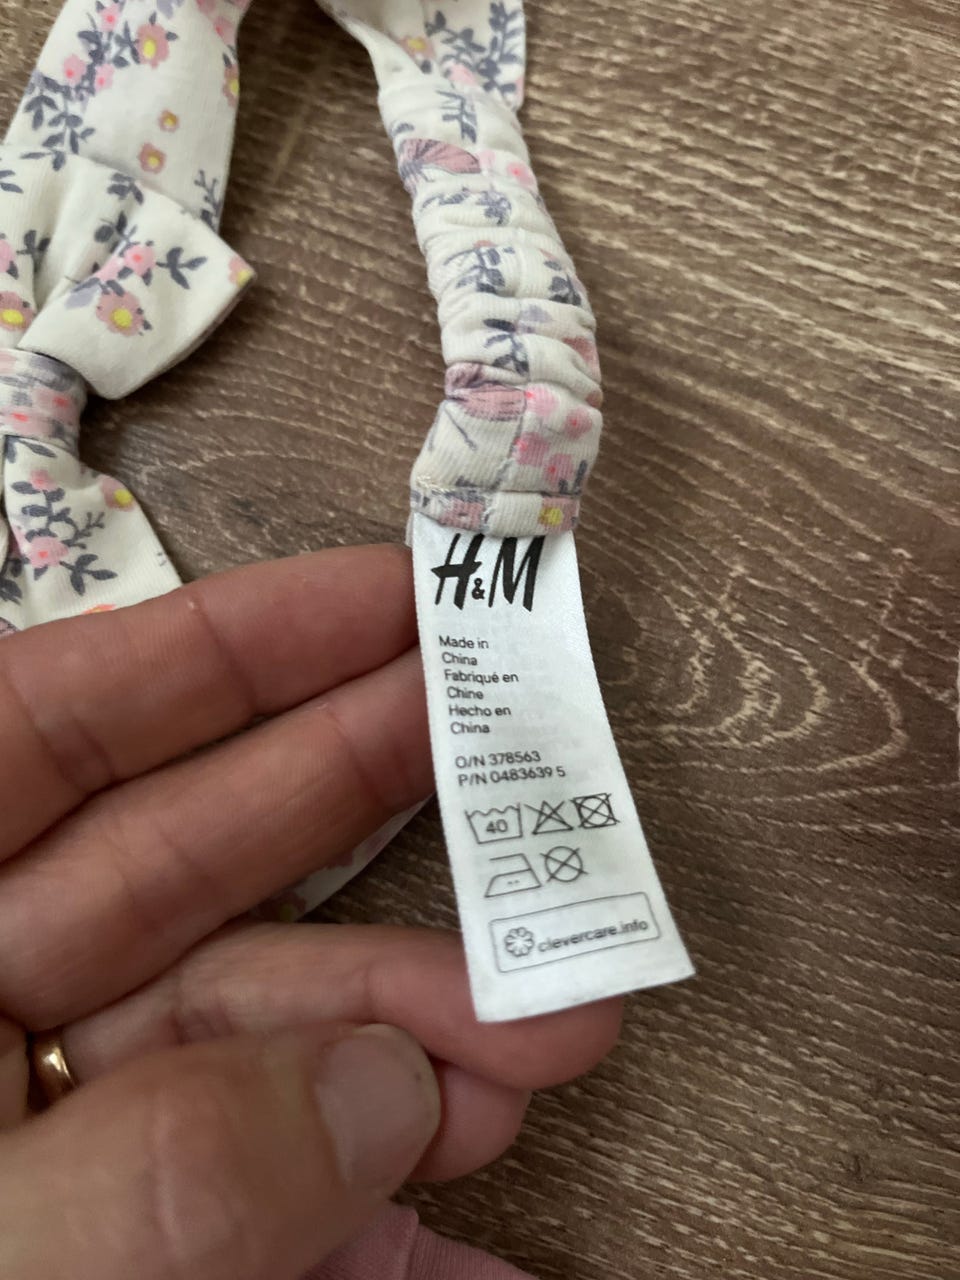 H&M
Made in
China
Fabriqué en
Chine
Hecho en
China
O/N 378563
P/N 0483639 5
40
clevercare.info